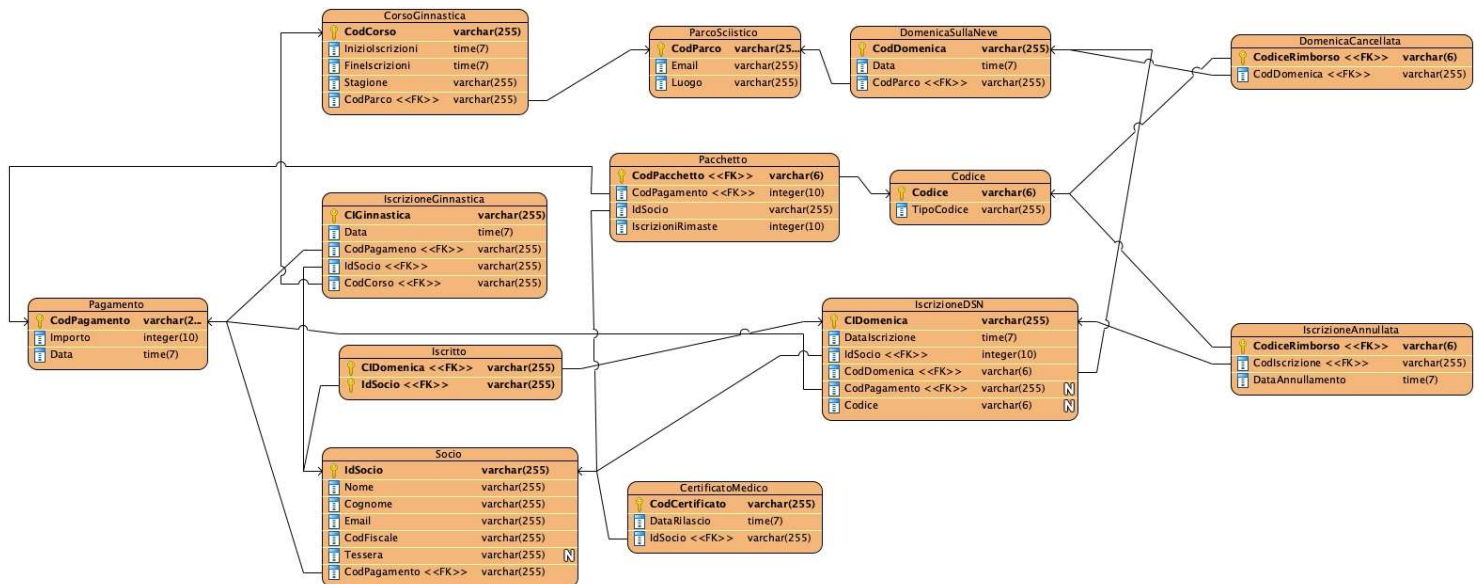 CorsoGinnastica
CodCorso varchar(255)
InizioIscrizioni time(7)
FineIscrizioni time(7)
Stagione varchar(255)
CodParco <<FK>> varchar(255)
ParcoSciistico
CodParco varchar(25...
Email varchar(255)
Luogo varchar(255)
DomenicaSullaNeve
CodDomenica varchar(255)
Data time(7)
CodParco <<FK>> varchar(255)
DomenicaCancellata
CodiceRimborso <<FK>> varchar(6)
CodDomenica <<FK>> varchar(255)
Pacchetto
CodPacchetto <<FK>> varchar(6)
CodPagamento <<FK>> integer(10)
IdSocio varchar(255)
IscrizioniRimaste integer(10)
Codice
Codice varchar(6)
TipoCodice varchar(255)
IscrizioneGinnastica
CIGinnastica varchar(255)
Data time(7)
CodPagameno <<FK>> varchar(255)
IdSocio <<FK>> varchar(255)
CodCorso <<FK>> varchar(255)
Pagamento
CodPagamento varchar(2...
Importo integer(10)
Data time(7)
Iscritto
CIDomenica <<FK>> varchar(255)
IdSocio <<FK>> varchar(255)
IscrizioneDSN
CIDomenica varchar(255)
DataIscrizione time(7)
IdSocio <<FK>> integer(10)
CodDomenica <<FK>> varchar(6)
CodPagamento <<FK>> varchar(255) N
Codice varchar(6) N
IscrizioneAnnullata
CodiceRimborso <<FK>> varchar(6)
CodIscrizione <<FK>> varchar(255)
DataAnnullamento time(7)
Socio
IdSocio varchar(255)
Nome varchar(255)
Cognome varchar(255)
Email varchar(255)
CodFiscale varchar(255)
Tessera varchar(255) N
CodPagamento <<FK>> varchar(255)
CertificatoMedico
CodCertificato varchar(255)
DataRilascio time(7)
IdSocio <<FK>> varchar(255)